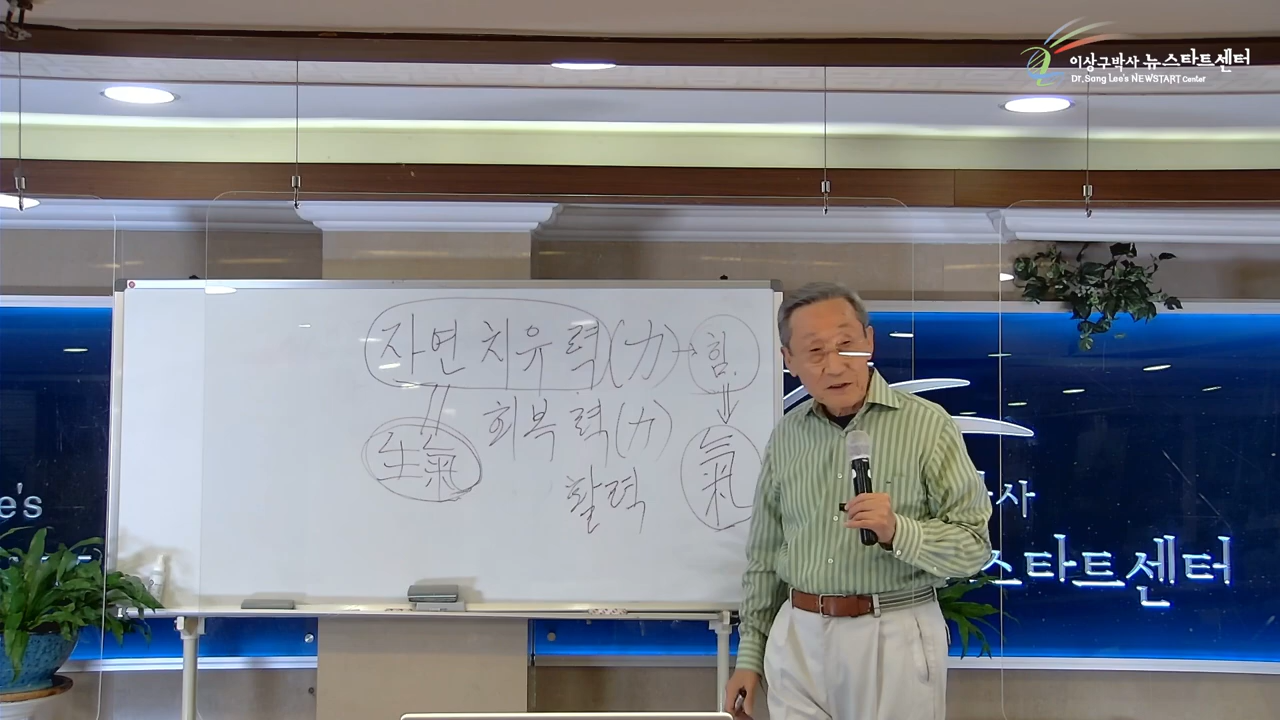 이상구박사 뉴스타트센터
Dr. Sang Lee's NEWSTART Center
자연 치유력(力)→힘.
회복력(力)
生氣
氣
활력
e's
사
스타트센터